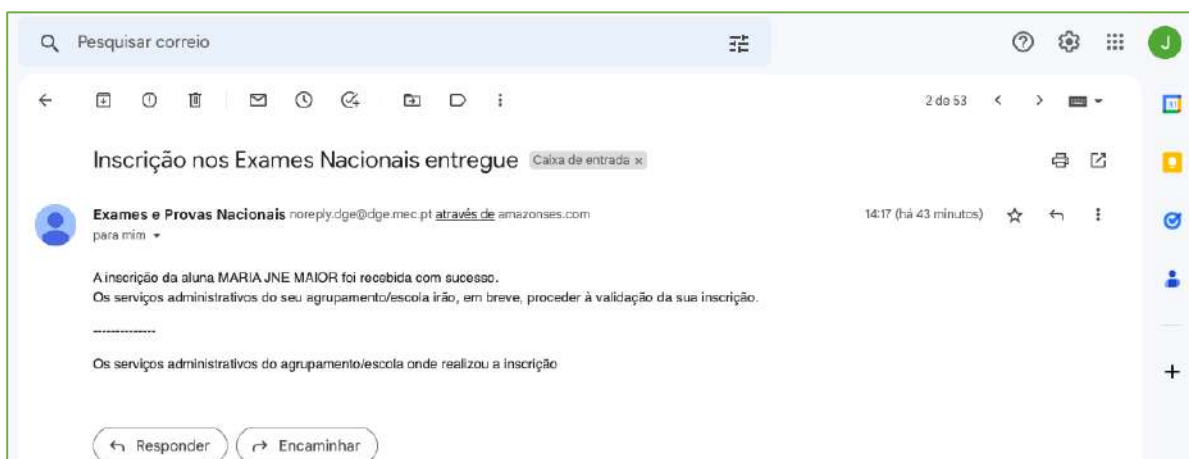 Pesquisar correio
J
2 de 53
Inscrição nos Exames Nacionais entregue Caixa de entrada x
Exames e Provas Nacionais noreply.dge@dge.mec.pt através de amazonses.com 14:17 (há 43 minutos)
para mim
A inscrição da aluna MARIA JNE MAIOR foi recebida com sucesso.
Os serviços administrativos do seu agrupamento/escola irão, em breve, proceder à validação da sua inscrição.
--------------
Os serviços administrativos do agrupamento/escola onde realizou a inscrição
Responder Encaminhar